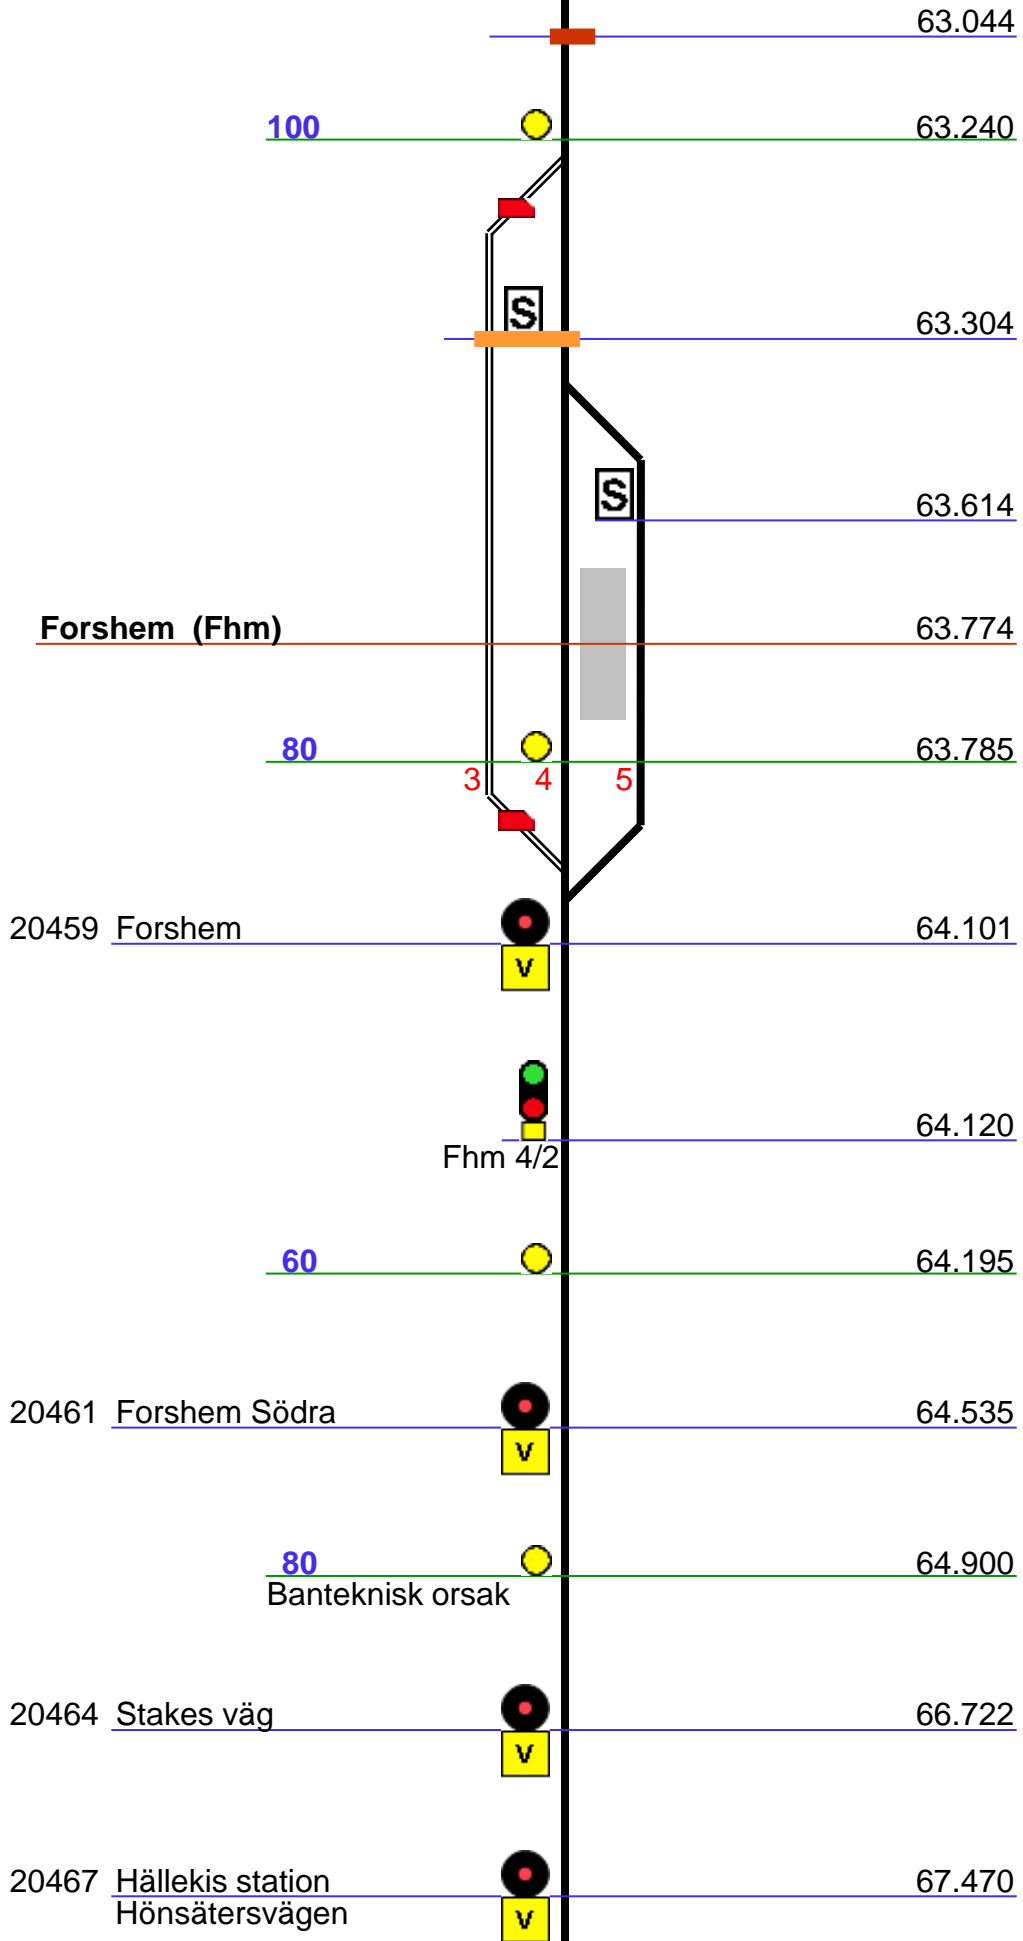 63.044
100 63.240
S
63.304
S
63.614
Forshem (Fhm) 63.774
80 63.785
3 4 5
20459 Forshem 64.101
V
64.120
Fhm 4/2
60 64.195
20461 Forshem Södra 64.535
V
80 64.900
Banteknisk orsak
20464 Stakes väg 66.722
V
20467 Hällekis station 67.470
Hönsätersvägen
V